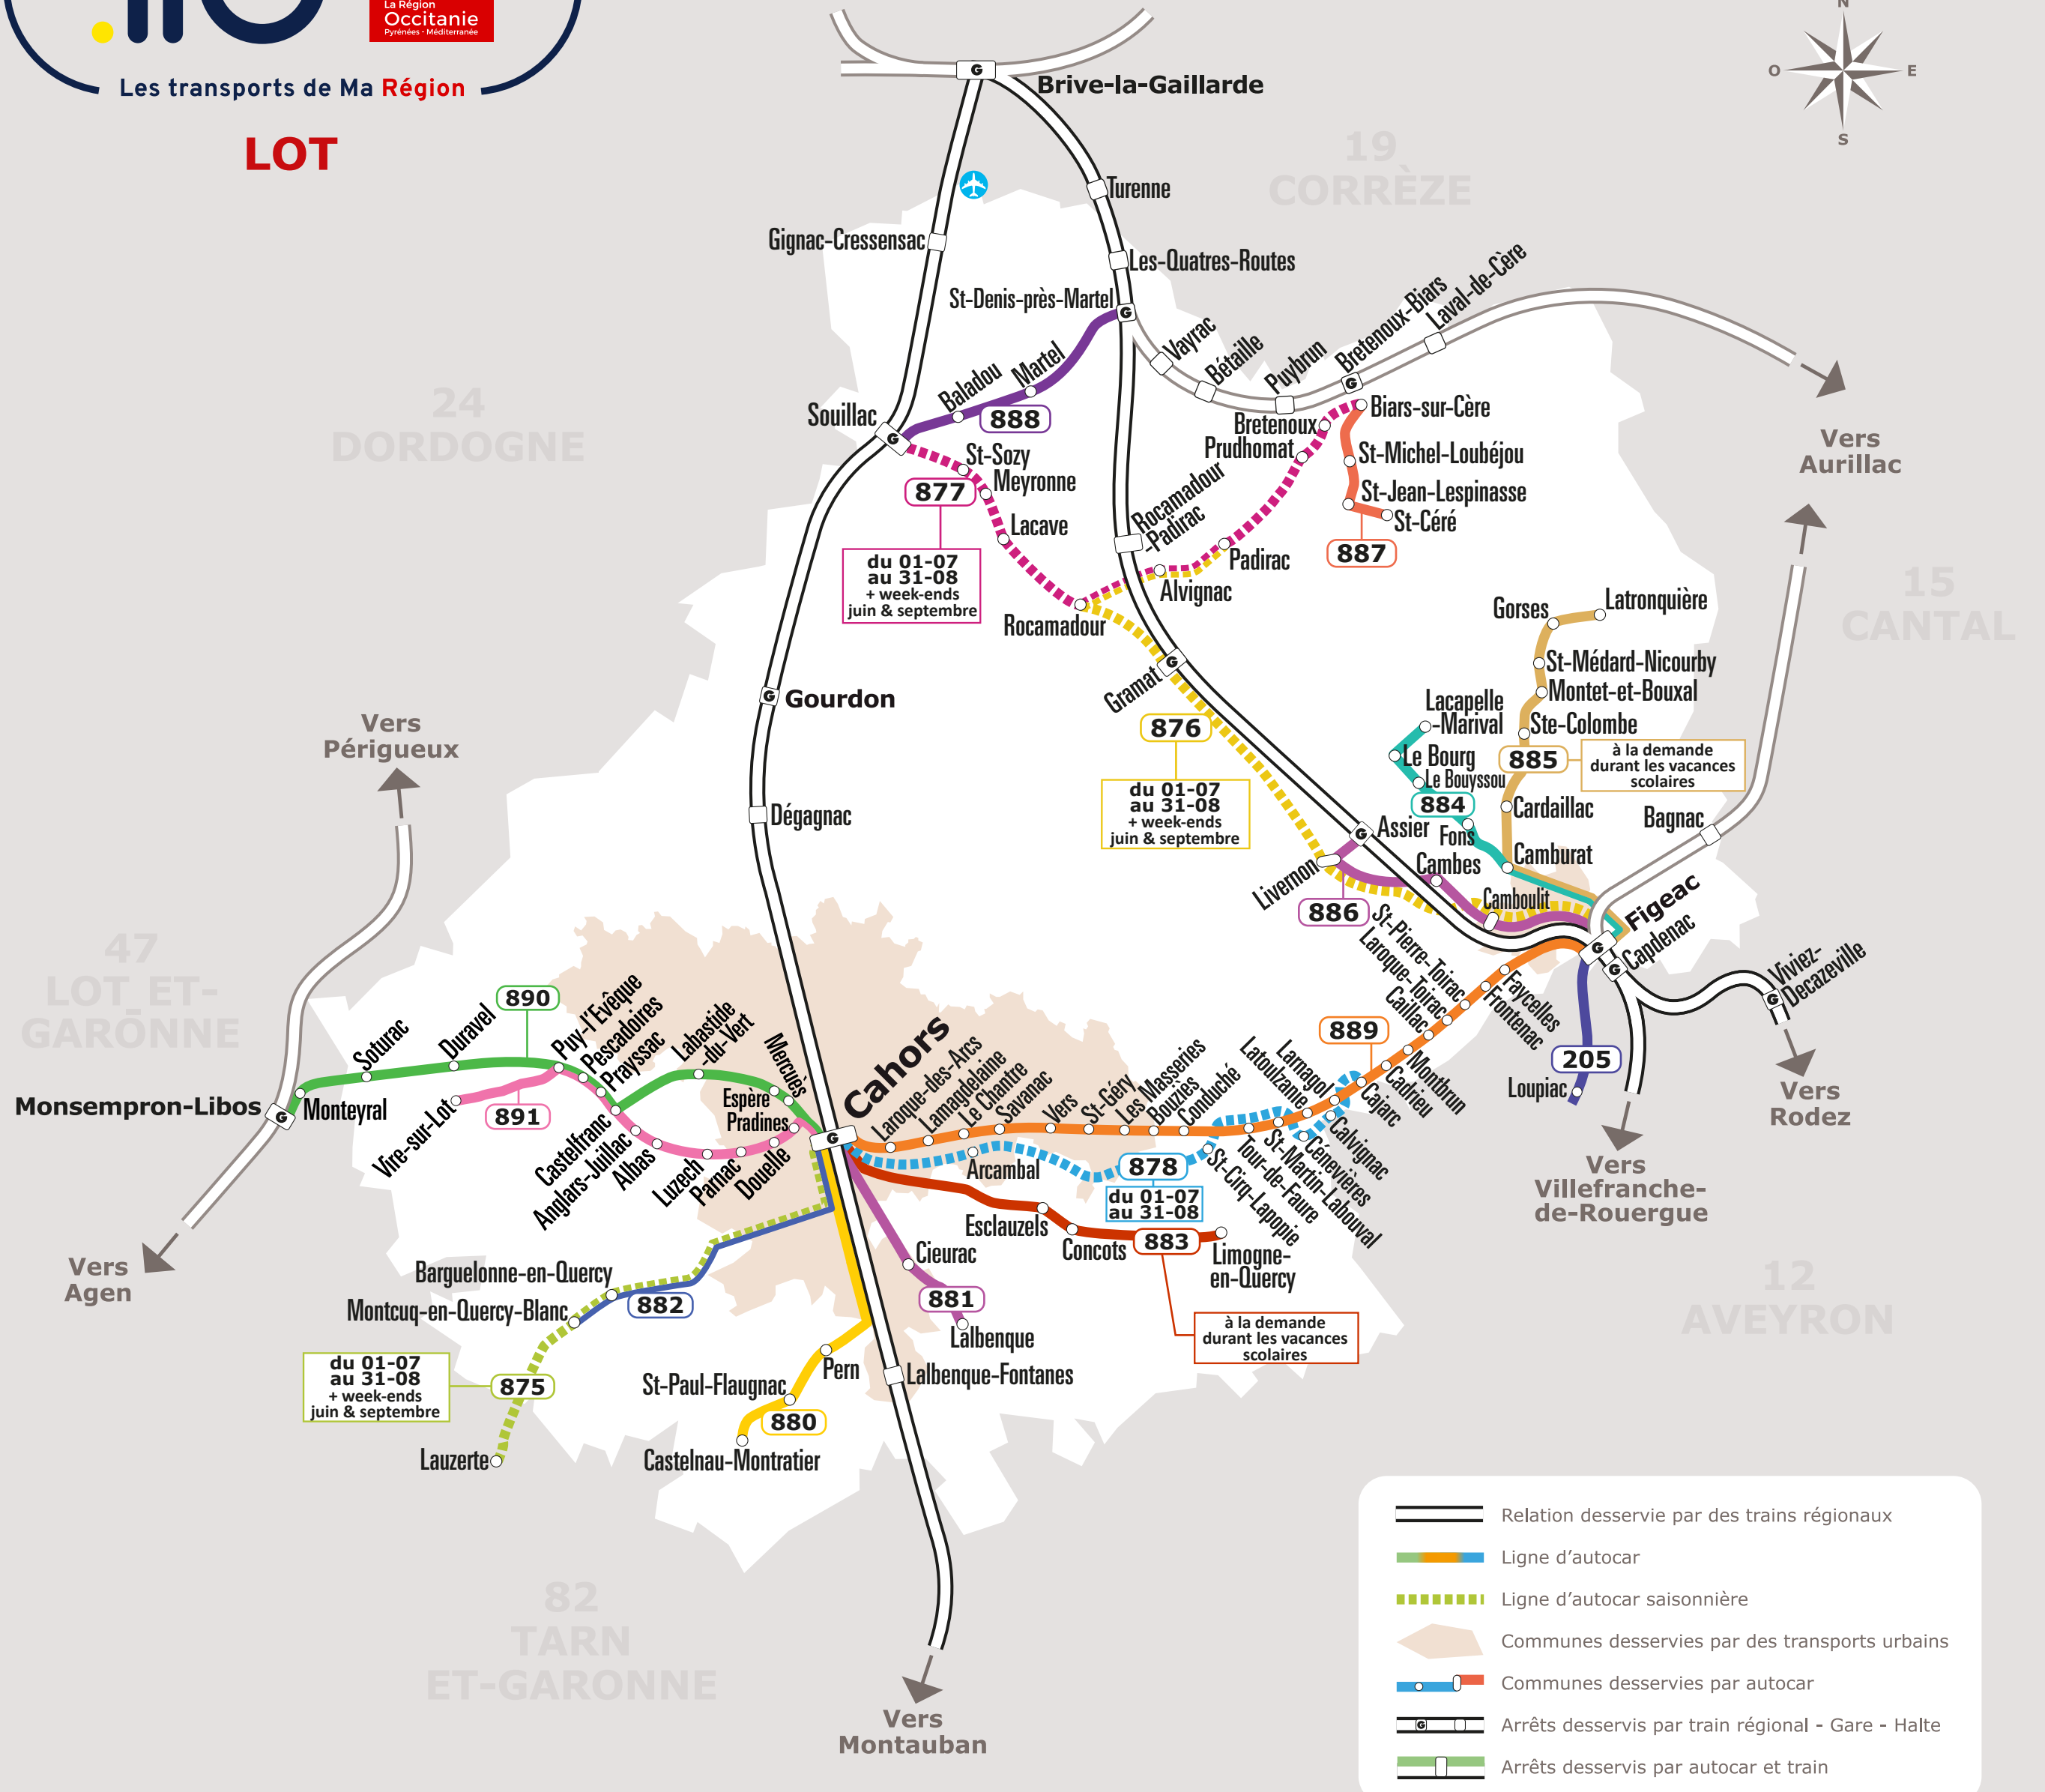 La Région
Occitanie
Pyrénées - Méditerranée
Les transports de Ma Région
LOT
N
O
E
S
19
CORRÈZE
24
DORDOGNE
15
CANTAL
47
LOT ET-
GARONNE
12
AVEYRON
82
TARN
ET-GARONNE
Brive-la-Gaillarde
Turenne
Gignac-Cressensac
Les-Quatres-Routes
St-Denis-près-Martel
Vayrac
Bétaille
Puybrun
Bretenoux-Biars
Laval-de-Cère
Vers
Aurillac
Souillac
Baladou
Martel
888
St-Sozy
Meyronne
877
Lacave
du 01-07
au 31-08
+ week-ends
juin & septembre
Rocamadour
Alvignac
Padirac
Rocamadour
-Padirac
Prudhomat
Bretenoux
Biars-sur-Cère
St-Michel-Loubéjou
St-Jean-Lespinasse
St-Céré
887
Gramat
876
du 01-07
au 31-08
+ week-ends
juin & septembre
Gourdon
Dégagnac
Gorses
Latronquière
St-Médard-Nicourby
Montet-et-Bouxal
Ste-Colombe
885
à la demande
durant les vacances
scolaires
Cardaillac
Camburat
Lacapelle
-Marival
Le Bourg
Le Bouyssou
884
Fons
Assier
Livernon
Cambes
Camboulit
886
Bagnac
Figeac
Capdenac
Viviez-
Decazeville
Vers
Rodez
205
Loupiac
Vers
Villefranche-
de-Rouergue
Vers
Périgueux
Monsempron-Libos
Vers
Agen
Monteyral
Soturac
Duravel
890
Puy-l'Evêque
Pescadoires
Prayssac
Labastide
-du-Vert
Mercuès
Espère
Pradines
Vire-sur-Lot
891
Castelfranc
Anglars-Juillac
Albas
Luzech
Parnac
Douelle
Cahors
Laroque-des-Arcs
Lamagdelaine
Le Chantre
Savanac
Vers
St-Géry
Les Masseries
Bouziès
Conduché
Tour-de-Faure
St-Martin-Labouval
Latoulzanie
Lamagol
Cajarc
889
Cadrieu
Montbrun
Caillac
Laroque-Toirac
St-Pierre-Toirac
Frontenac
Faycelles
Arcambal
878
du 01-07
au 31-08
St-Cirq-Lapopie
Cénevières
Calvignac
Esclauzels
Concots
883
Limogne-
en-Quercy
à la demande
durant les vacances
scolaires
Cieurac
881
Lalbenque
Lalbenque-Fontanes
Barguelonne-en-Quercy
Montcuq-en-Quercy-Blanc
882
875
du 01-07
au 31-08
+ week-ends
juin & septembre
Lauzerte
Pern
St-Paul-Flaugnac
880
Castelnau-Montratier
Vers
Montauban
Relation desservie par des trains régionaux
Ligne d'autocar
Ligne d'autocar saisonnière
Communes desservies par des transports urbains
Communes desservies par autocar
Arrêts desservis par train régional - Gare - Halte
Arrêts desservis par autocar et train